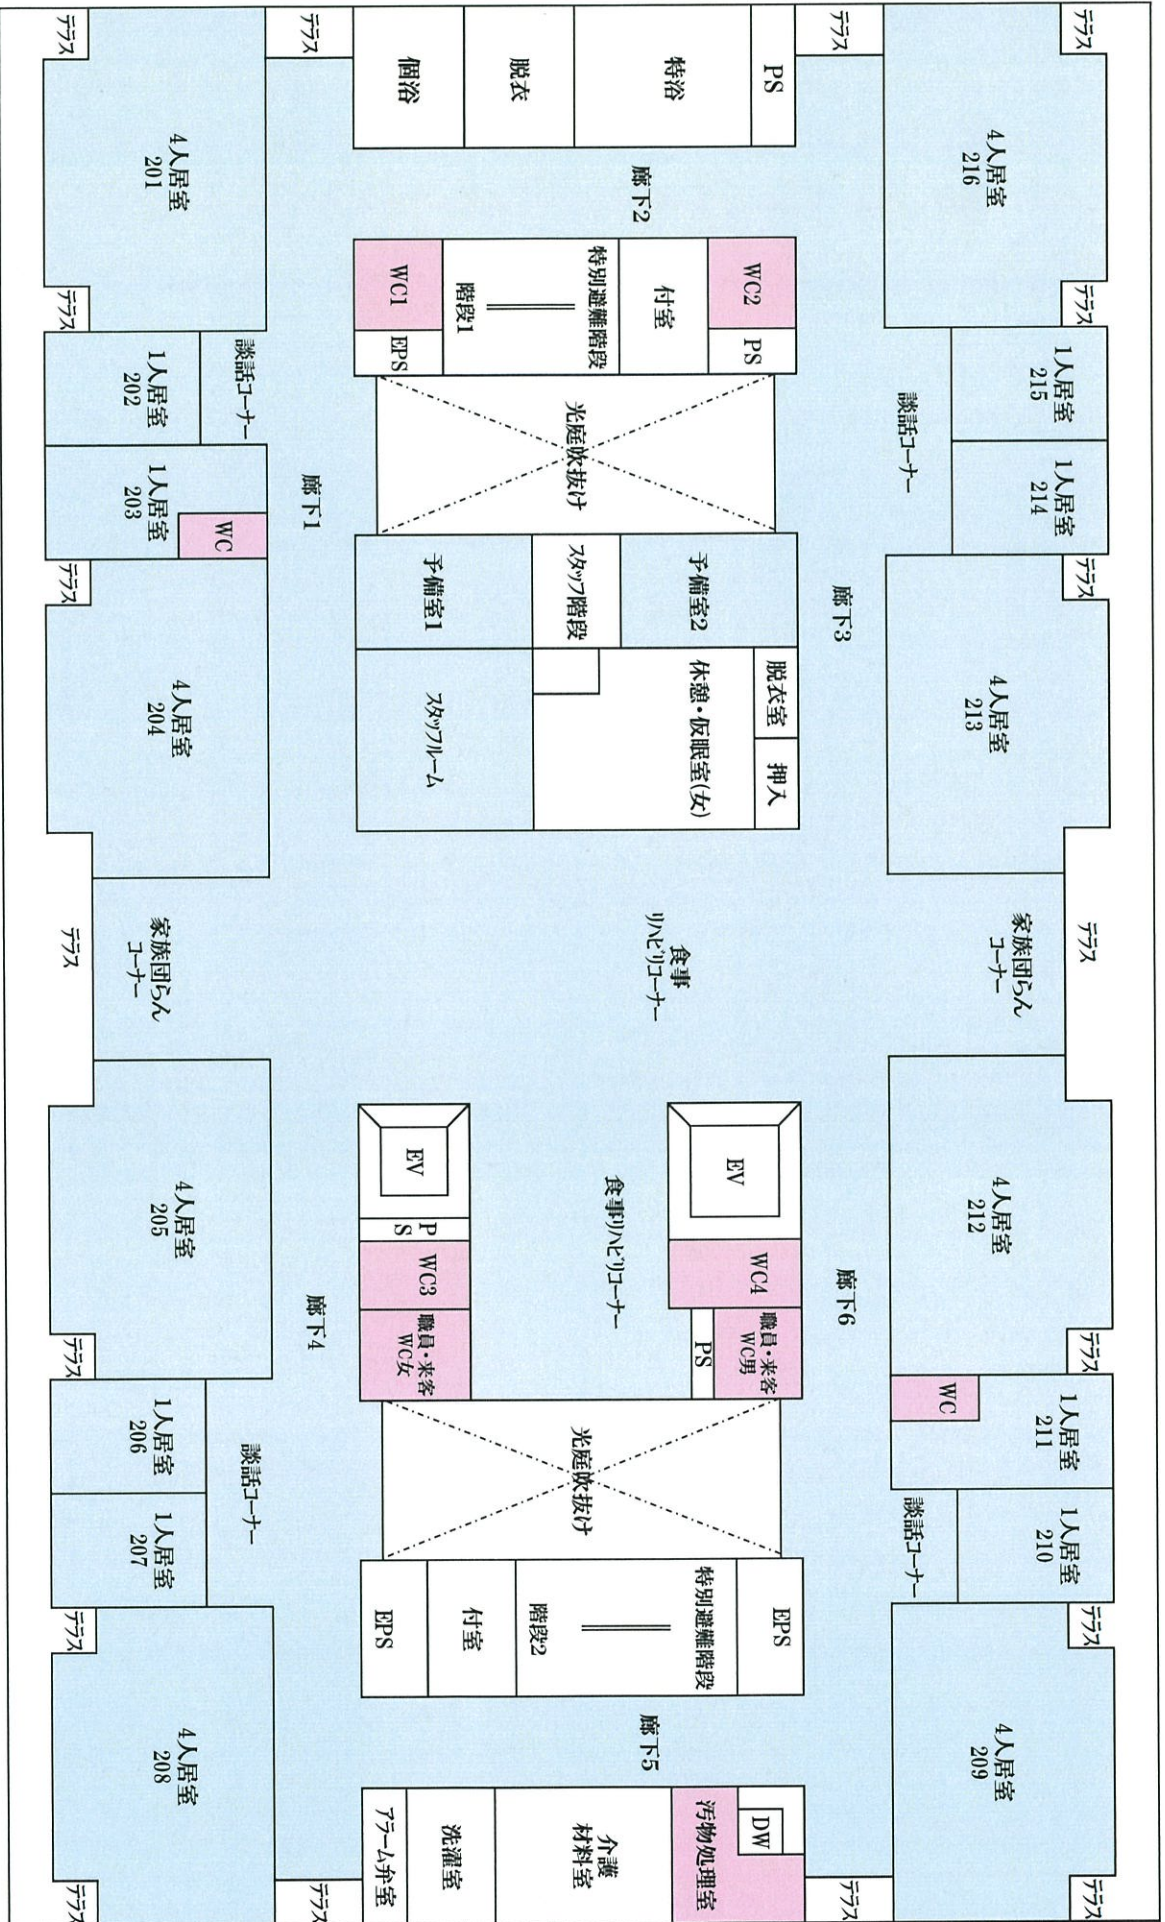 テラス
テラス
テラス
テラス
テラス
テラス
テラス
4人居室
216
1人居室
215
1人居室
214
4人居室
213
家族団らん
コーナー
4人居室
212
1人居室
211
1人居室
210
4人居室
209
談話コーナー
WC
談話コーナー
テラス
廊下3
廊下6
テラス
PS
特浴
脱衣
個浴
廊下2
WC2
PS
付室
特別避難階段
階段1
WC1
EPS
光庭吹抜け
予備室2
スタッフ階段
予備室1
脱衣室
押入
休憩・仮眠室(女)
スタッフルーム
食事
リハビリコーナー
EV
WC4
職員・来客
WC男
PS
食事リハビリコーナー
EV
PS
WC3
職員・来客
WC女
光庭吹抜け
EPS
特別避難階段
階段2
付室
EPS
廊下5
DW
汚物処理室
介護
材料室
洗濯室
アラーム弁室
テラス
廊下1
廊下4
テラス
談話コーナー
WC
談話コーナー
4人居室
201
1人居室
202
1人居室
203
4人居室
204
家族団らん
コーナー
4人居室
205
1人居室
206
1人居室
207
4人居室
208
テラス
テラス
テラス
テラス
テラス
テラス
テラス